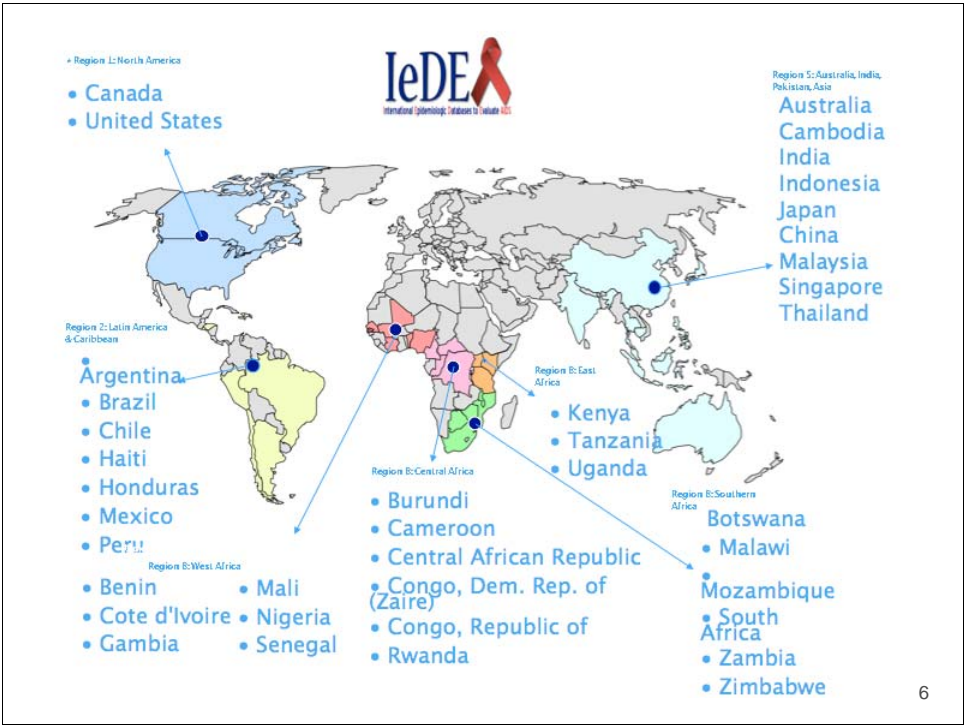 • Region 1: North America
• Canada
• United States
IeDEA
International Epidemiologic Databases to Evaluate AIDS
Region 5: Australia, India,
Pakistan, Asia
Australia
Cambodia
India
Indonesia
Japan
China
Malaysia
Singapore
Thailand
Region 2: Latin America
& Caribbean
•
Argentina
• Brazil
• Chile
• Haiti
• Honduras
• Mexico
• Peru
Region B: East
Africa
• Kenya
• Tanzania
• Uganda
Region B: Central Africa
• Burundi
• Cameroon
• Central African Republic
• Congo, Dem. Rep. of
(Zaire)
• Congo, Republic of
• Rwanda
Region B: Southern
Africa
Botswana
• Malawi
•
Mozambique
• South
Africa
• Zambia
• Zimbabwe
Region B: West Africa
• Benin
• Cote d'Ivoire
• Gambia
• Mali
• Nigeria
• Senegal
6